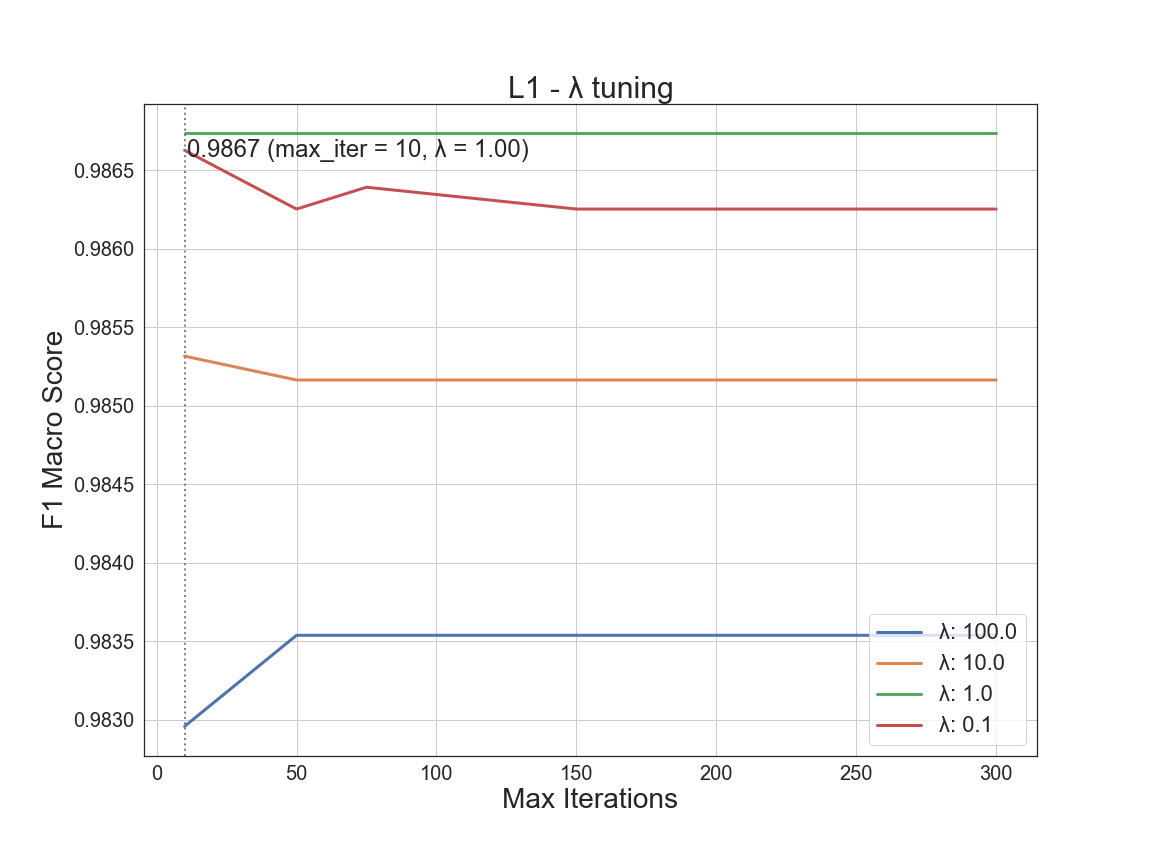 L1 - λ tuning
0.9867 (max_iter = 10, λ = 1.00)
F1 Macro Score
0.9865
0.9860
0.9855
0.9850
0.9845
0.9840
0.9835
0.9830
λ: 100.0
λ: 10.0
λ: 1.0
λ: 0.1
0 50 100 150 200 250 300
Max Iterations